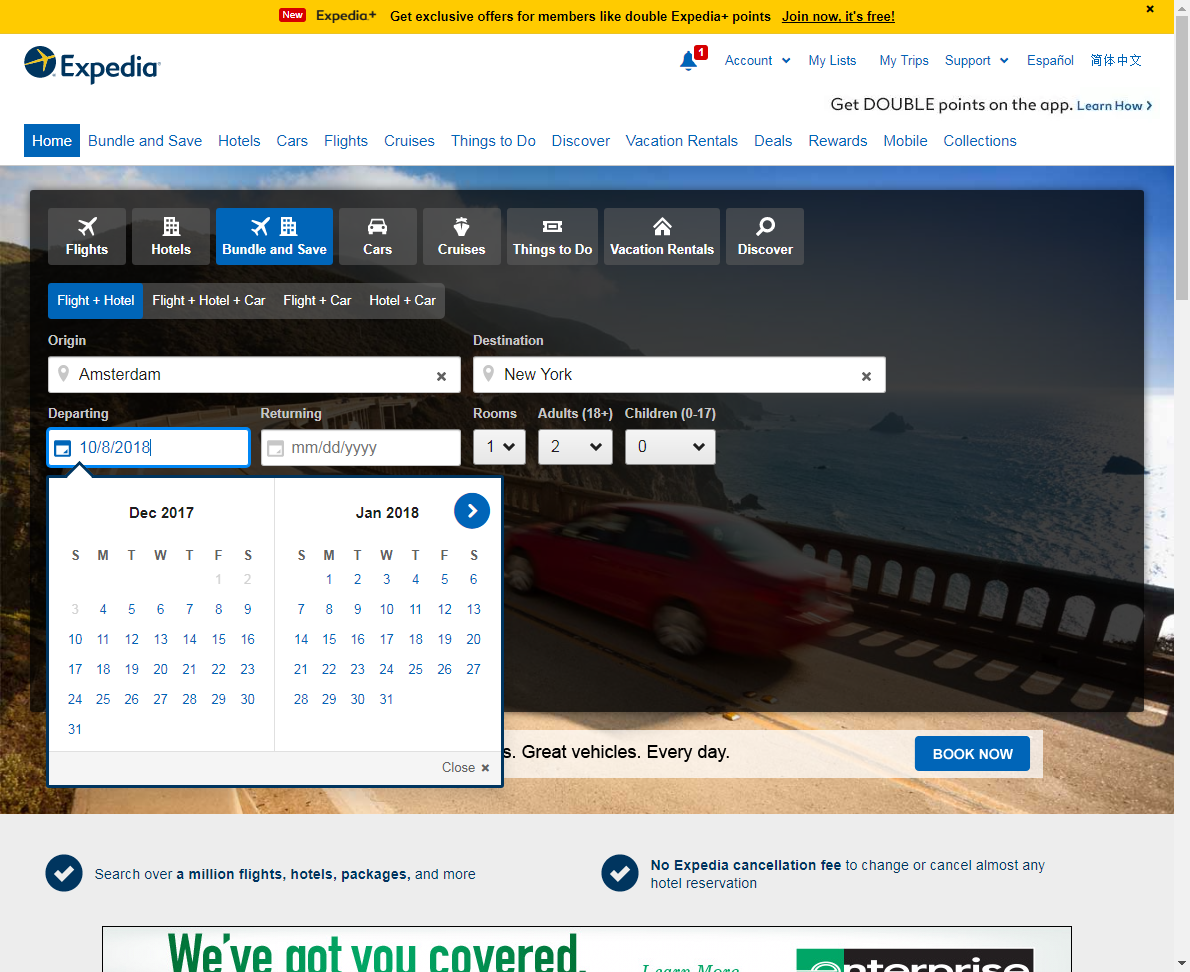 New Expedia+ Get exclusive offers for members like double Expedia+ points Join now, it's free!
Expedia
1 Account My Lists My Trips Support Español 简体中文
Get DOUBLE points on the app. Learn How
Home Bundle and Save Hotels Cars Flights Cruises Things to Do Discover Vacation Rentals Deals Rewards Mobile Collections
Flights Hotels Bundle and Save Cars Cruises Things to Do Vacation Rentals Discover
Flight + Hotel Flight + Hotel + Car Flight + Car Hotel + Car
Origin Destination
Amsterdam New York
Departing Returning Rooms Adults (18+) Children (0-17)
10/8/2018 mm/dd/yyyy 1 2 0
Dec 2017 Jan 2018
S M T W T F S S M T W T F S
1 2 1 2 3 4 5 6
3 4 5 6 7 8 9 7 8 9 10 11 12 13
10 11 12 13 14 15 16 14 15 16 17 18 19 20
17 18 19 20 21 22 23 21 22 23 24 25 26 27
24 25 26 27 28 29 30 28 29 30 31
31
s. Great vehicles. Every day. BOOK NOW
Close
Search over a million flights, hotels, packages, and more
No Expedia cancellation fee to change or cancel almost any
hotel reservation
We've got you covered. Learn More enterprise